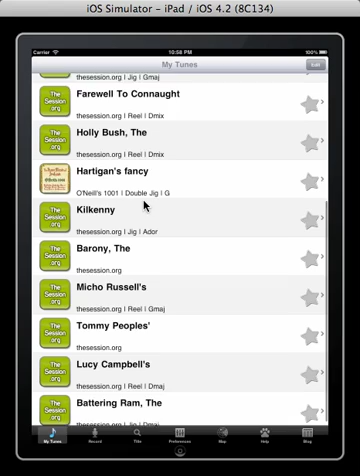 iOS Simulator - iPad / iOS 4.2 (8C134)
Carrier 10:58 PM 100%
My Tunes Edit
thesession.org | Jig | Gmaj
The Session .org
Farewell To Connaught
thesession.org | Reel | Dmix
The Session .org
Holly Bush, The
thesession.org | Reel | Dmix
Hartigan's fancy
O'Neill's 1001 | Double Jig | G
The Session .org
Kilkenny
thesession.org | Jig | Ador
The Session .org
Barony, The
thesession.org
The Session .org
Micho Russell's
thesession.org | Reel | Gmaj
The Session .org
Tommy Peoples'
thesession.org
The Session .org
Lucy Campbell's
thesession.org | Reel | Dmaj
The Session .org
Battering Ram, The
thesession.org | Jig | Dmaj
My Tunes Record Title Preferences Map Help Blog